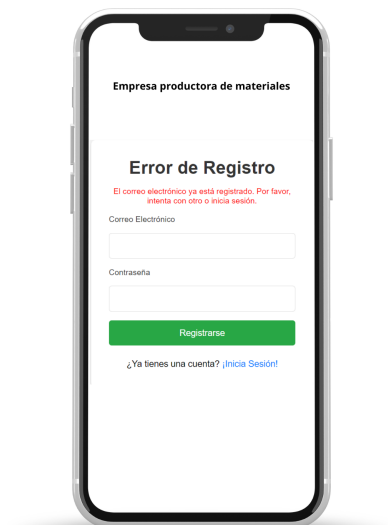 Empresa productora de materiales
Error de Registro
El correo electrónico ya está registrado. Por favor,
intenta con otro o inicia sesión.
Correo Electrónico
Contraseña
Registrarse
¿Ya tienes una cuenta? ¡Inicia Sesión!